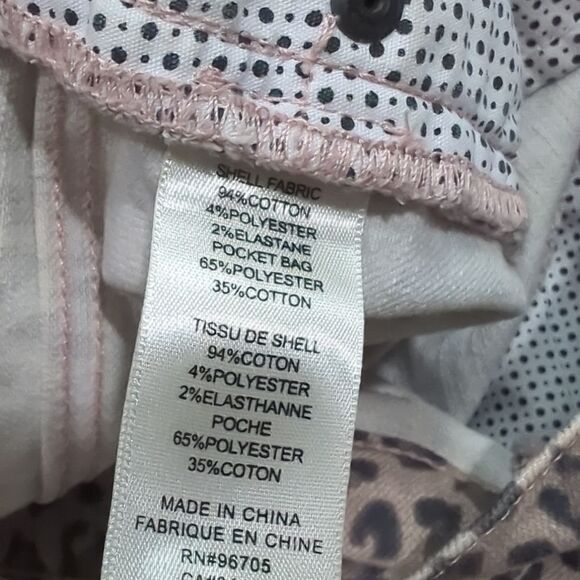 SHELL FABRIC
94%COTTON
4%POLYESTER
2%ELASTANE
POCKET BAG
65%POLYESTER
35%COTTON
TISSU DE SHELL
94%COTON
4%POLYESTER
2%ELASTHANNE
POCHE
65%POLYESTER
35%COTON
MADE IN CHINA
FABRIQUE EN CHINE
RN#96705